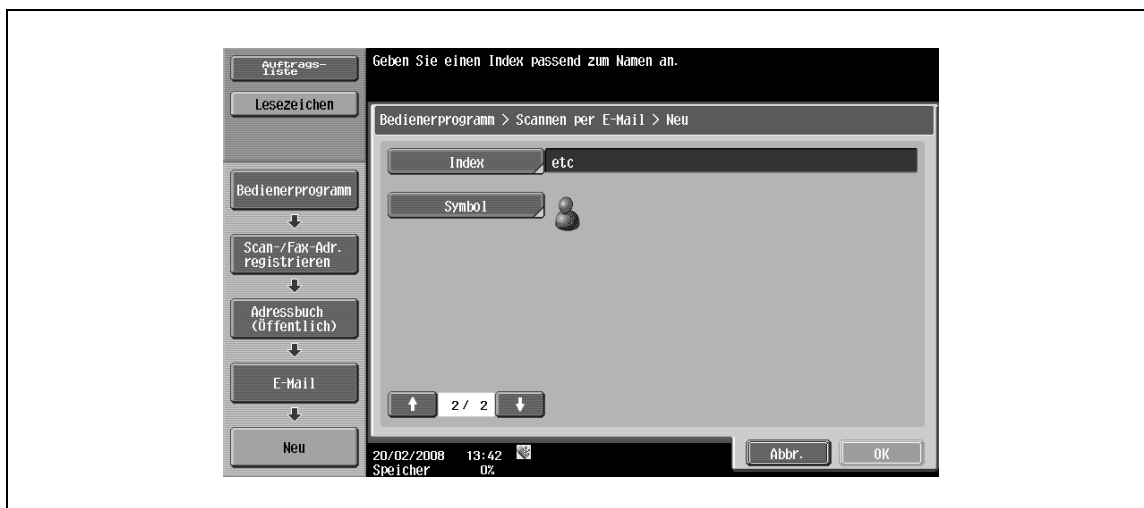 Auftrags-
liste
Lesezeichen
Bedienerprogramm
Scan-/Fax-Adr.
registrieren
Adressbuch
(Öffentlich)
E-Mail
Neu
Geben Sie einen Index passend zum Namen an.
Bedienerprogramm > Scannen per E-Mail > Neu
Index etc
Symbol
2/ 2
20/02/2008 13:42
Speicher 0%
Abbr. OK